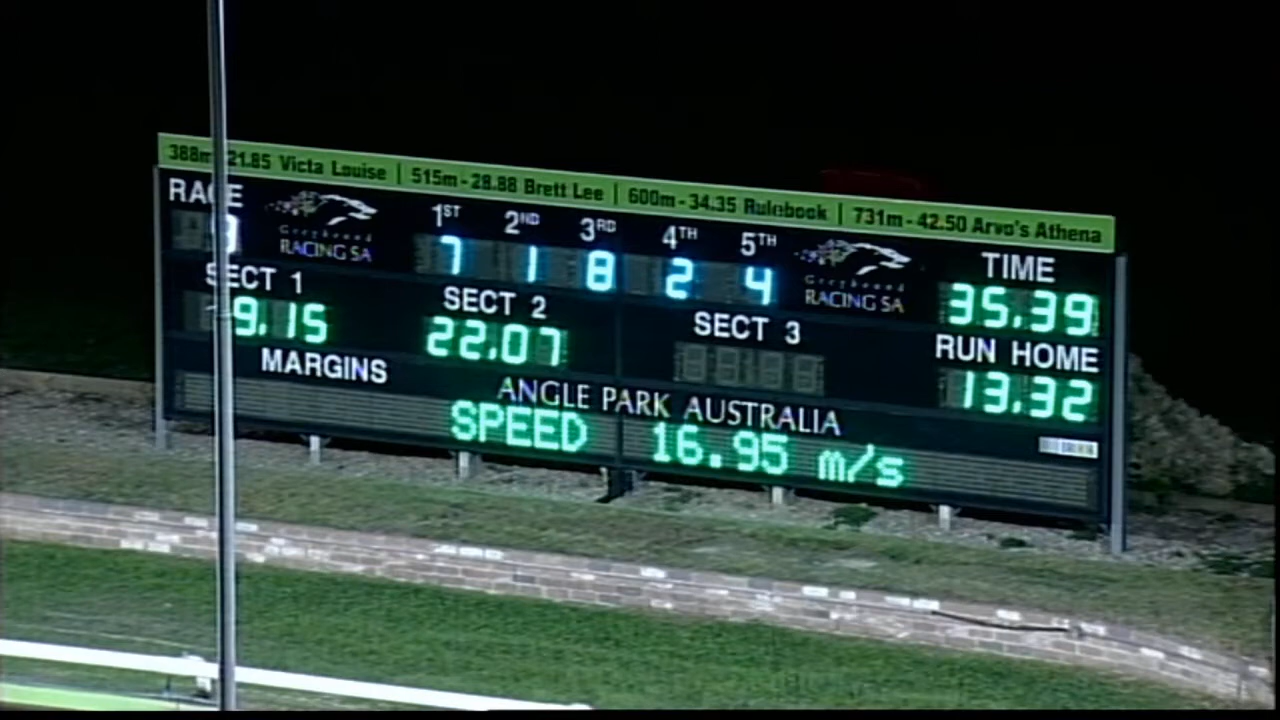 388m 21.85 Victa Louise | 515m - 28.88 Brett Lee | 600m - 34.35 Rulebook | 731m - 42.50 Arvo's Athena
RACE
Greyhound
RACING SA
1ST 2ND 3RD 4TH 5TH
7 1 8 2 4
Greyhound
RACING SA
TIME
35.39
SECT 1
9.15
SECT 2
22.07
SECT 3
RUN HOME
13.32
MARGINS
ANGLE PARK AUSTRALIA
SPEED 16.95 m/s